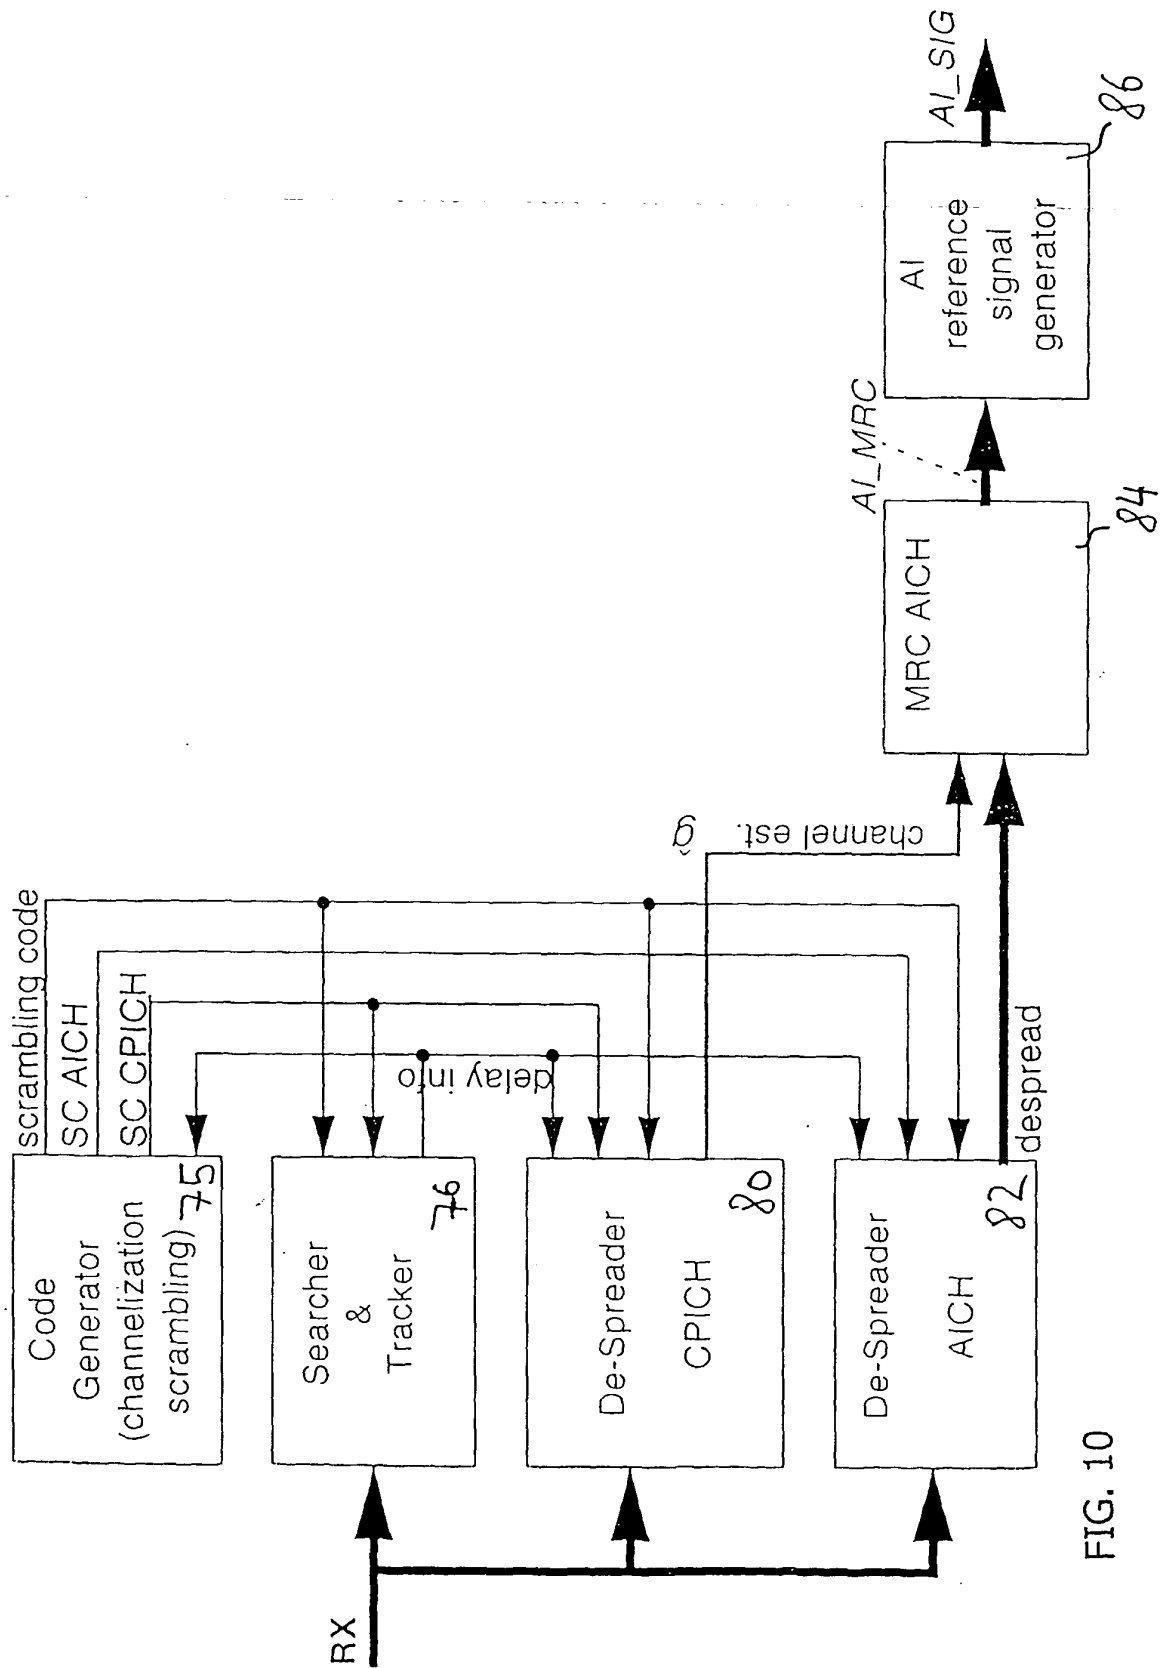 Code
Generator
(channelization
scrambling)
75
scrambling code
SC AICH
SC CPICH
Searcher
&
Tracker
76
delay info
De-Spreader
CPICH
80
De-Spreader
AICH
82
despread
RX
ĝ
channel est.
MRC AICH
84
AI_MRC
AI
reference
signal
generator
86
AI_SIG
FIG. 10